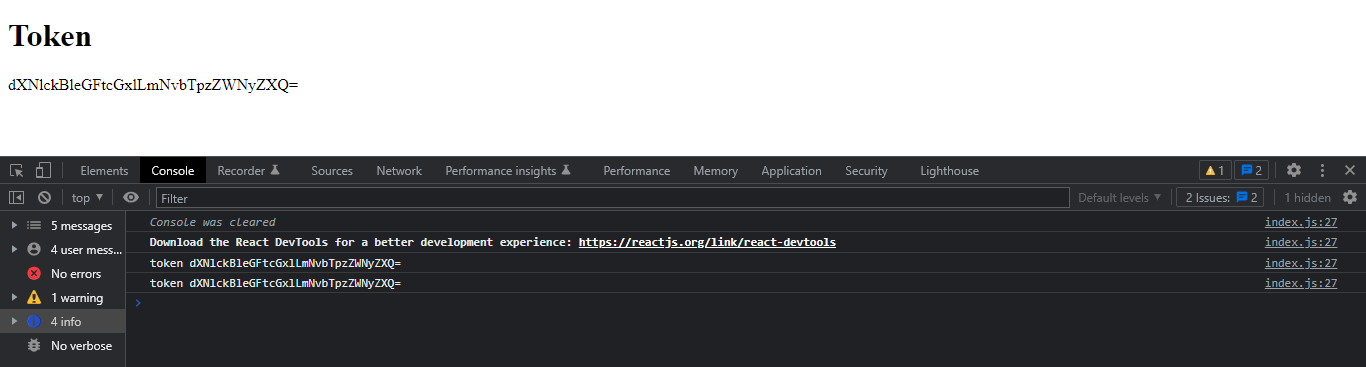 Token
dXNlckBleGFtcGxlLmNvbTpzZWNyZXQ=
Elements Console Recorder Sources Network Performance insights Performance Memory Application Security Lighthouse 1 2
top Filter Default levels 2 Issues: 2 1 hidden
5 messages
4 user mess...
No errors
1 warning
4 info
No verbose
Console was cleared index.js:27
Download the React DevTools for a better development experience: https://reactjs.org/link/react-devtools index.js:27
token dXNlckBleGFtcGxlLmNvbTpzZWNyZXQ= index.js:27
token dXNlckBleGFtcGxlLmNvbTpzZWNyZXQ= index.js:27